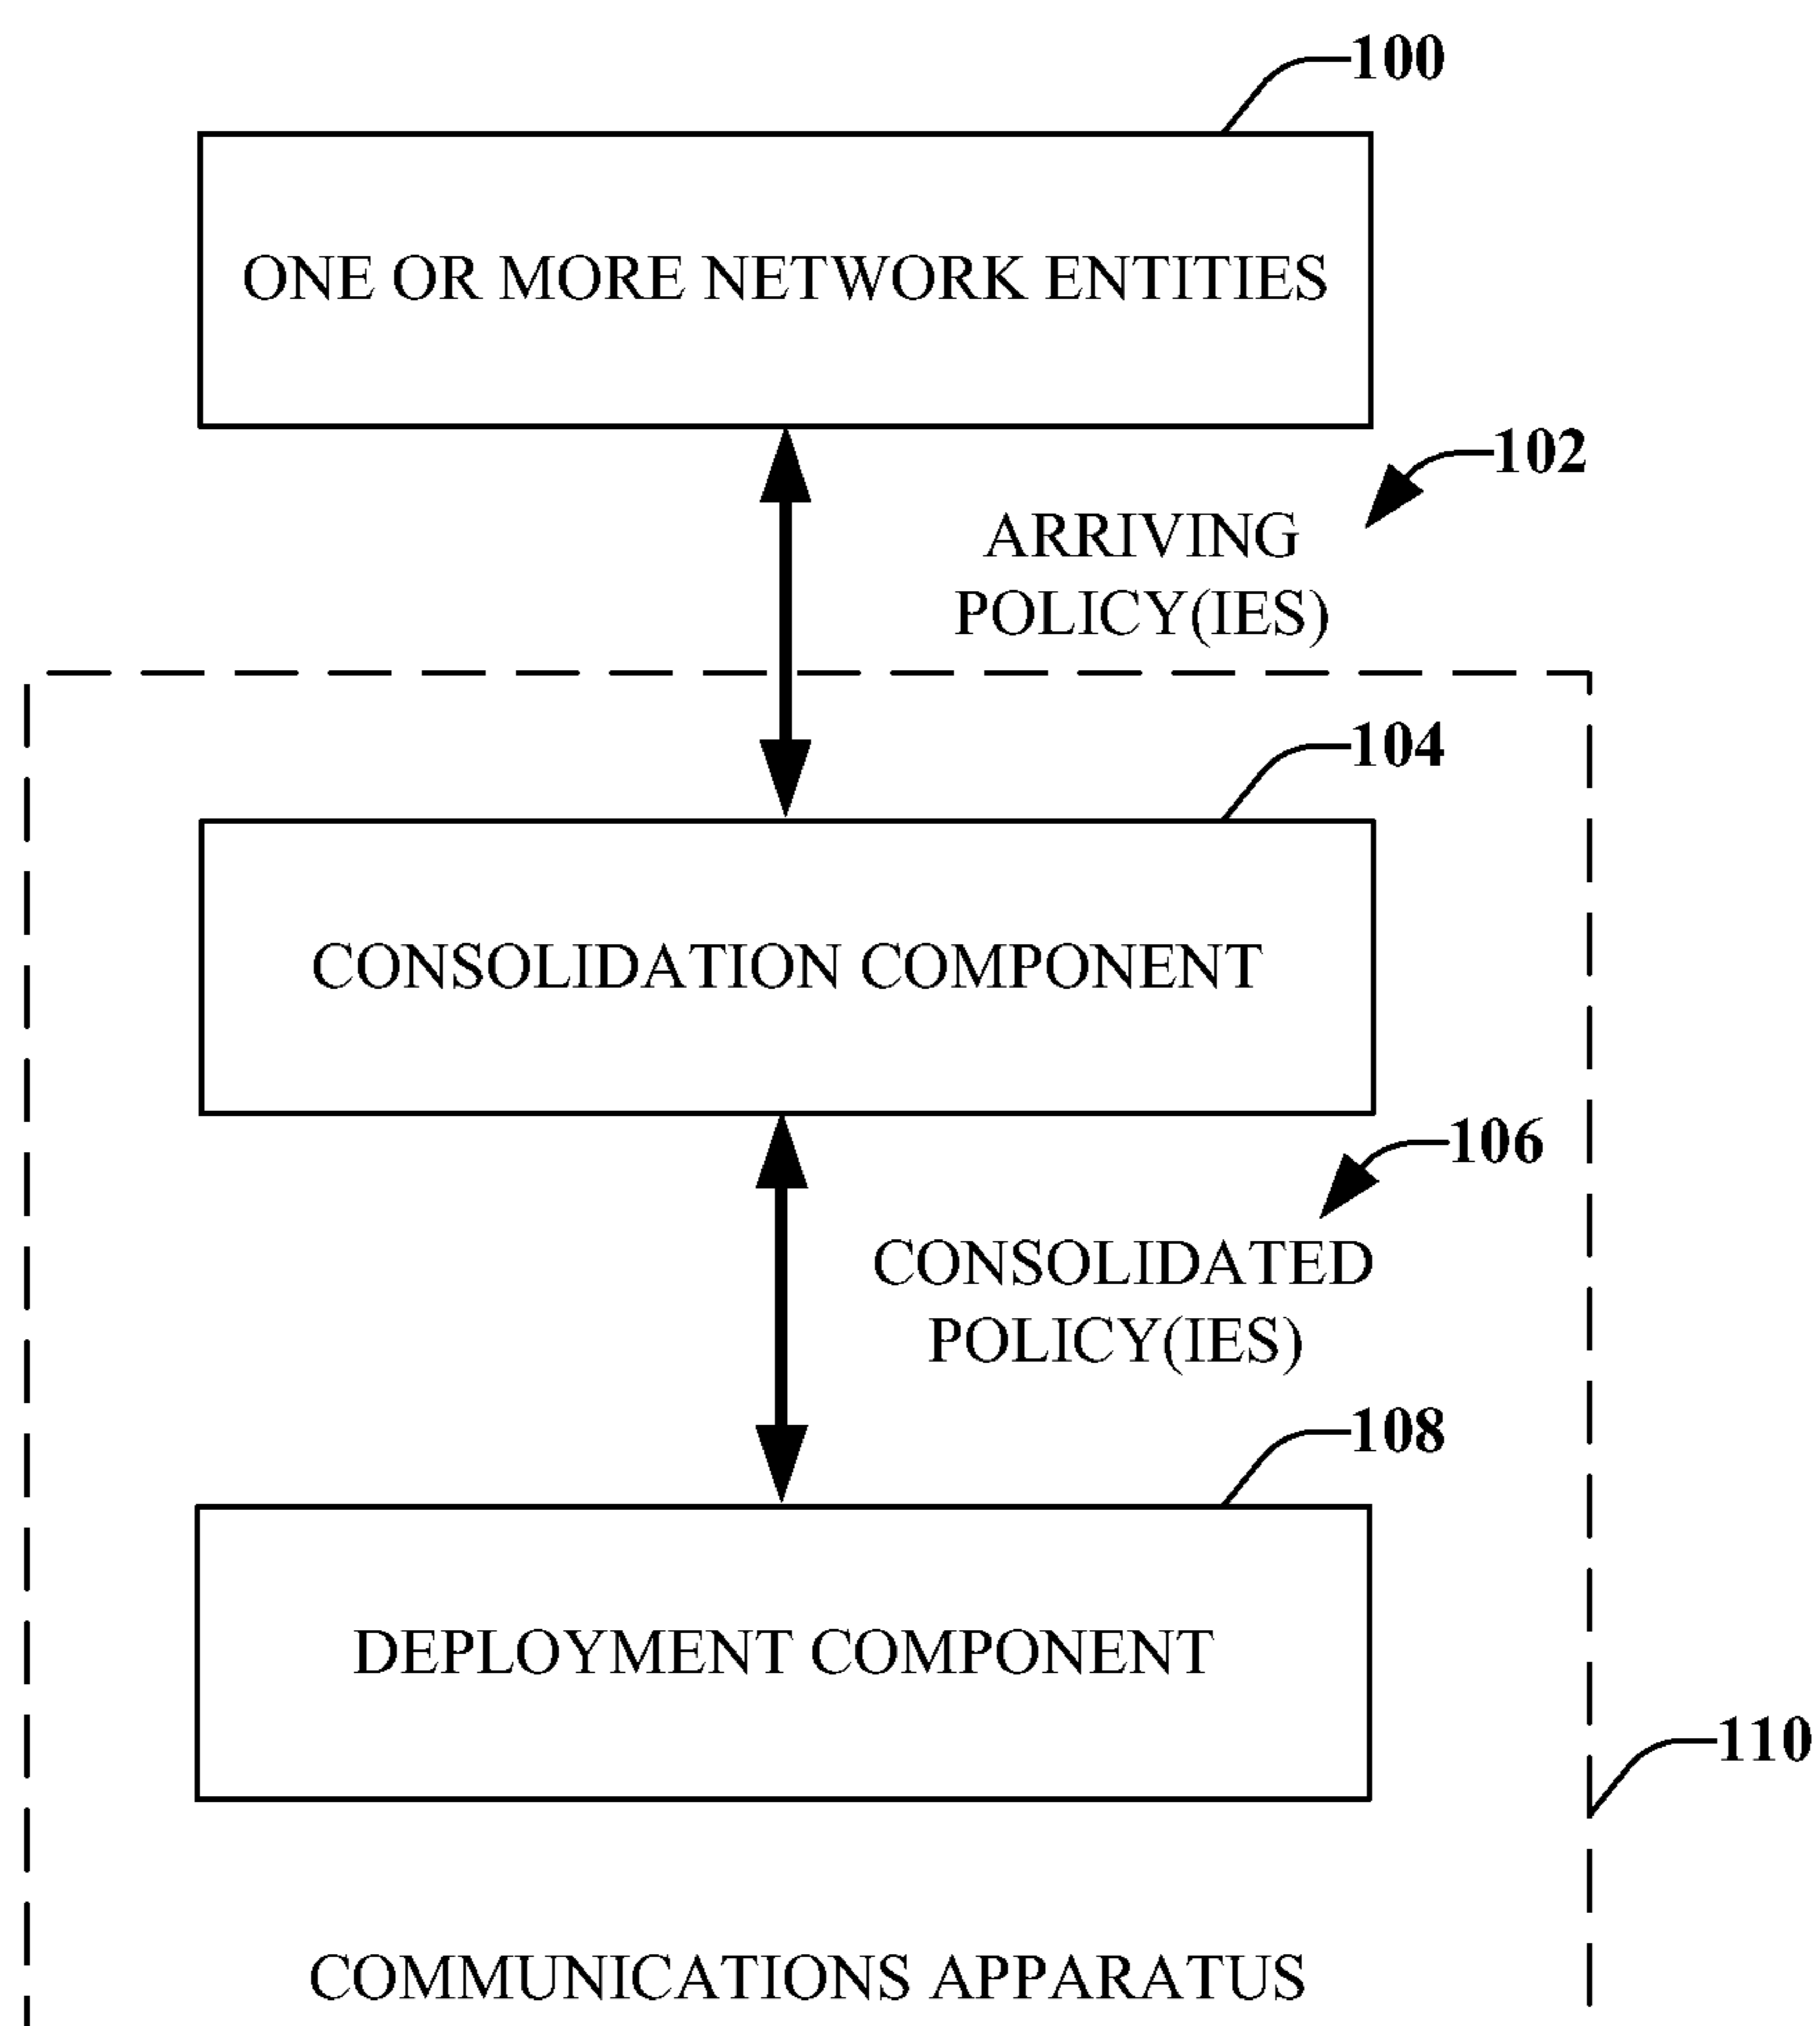 100
ONE OR MORE NETWORK ENTITIES
102
ARRIVING
POLICY(IES)
104
CONSOLIDATION COMPONENT
106
CONSOLIDATED
POLICY(IES)
108
DEPLOYMENT COMPONENT
110
COMMUNICATIONS APPARATUS